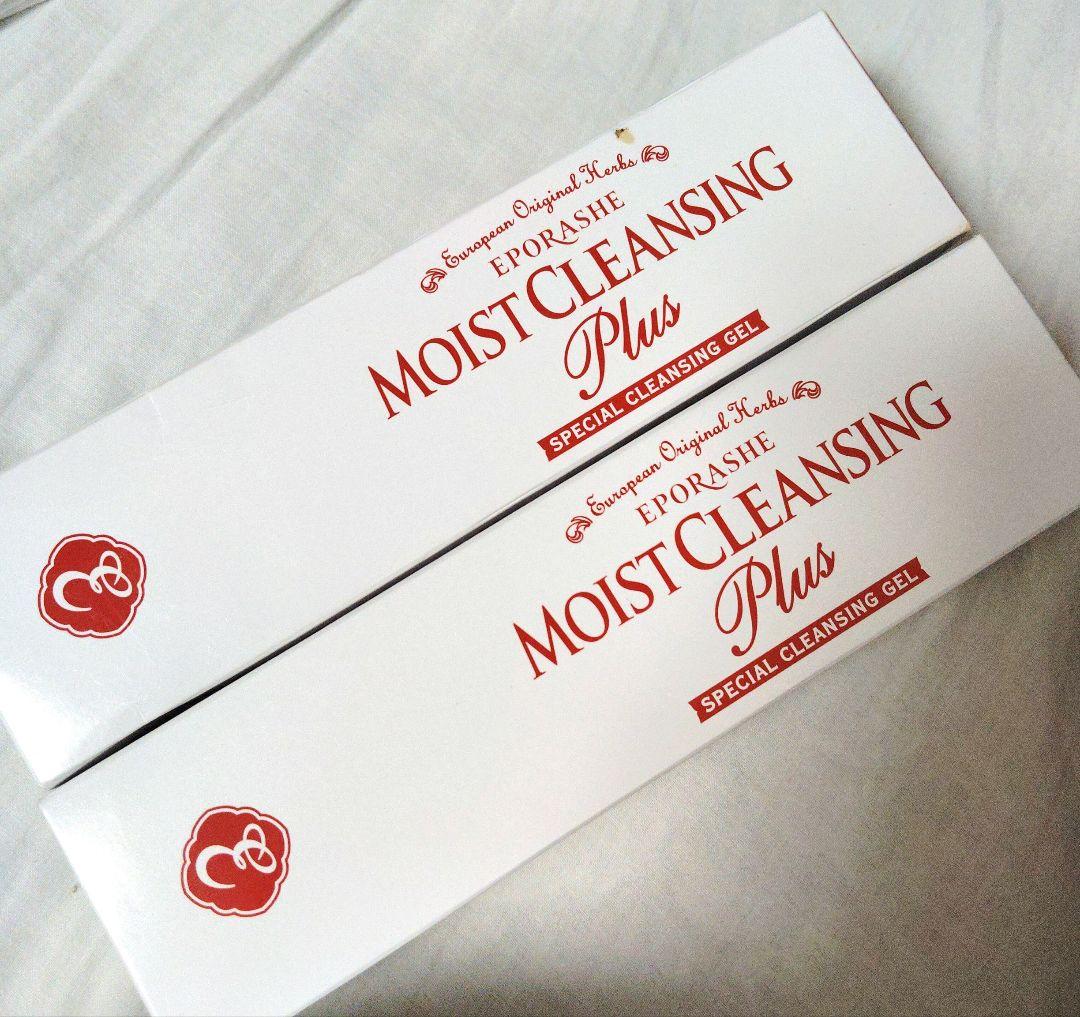 European Original Herbs
EPORASHE
MOIST CLEANSING
Plus
SPECIAL CLEANSING GEL
European Original Herbs
EPORASHE
MOIST CLEANSING
Plus
SPECIAL CLEANSING GEL